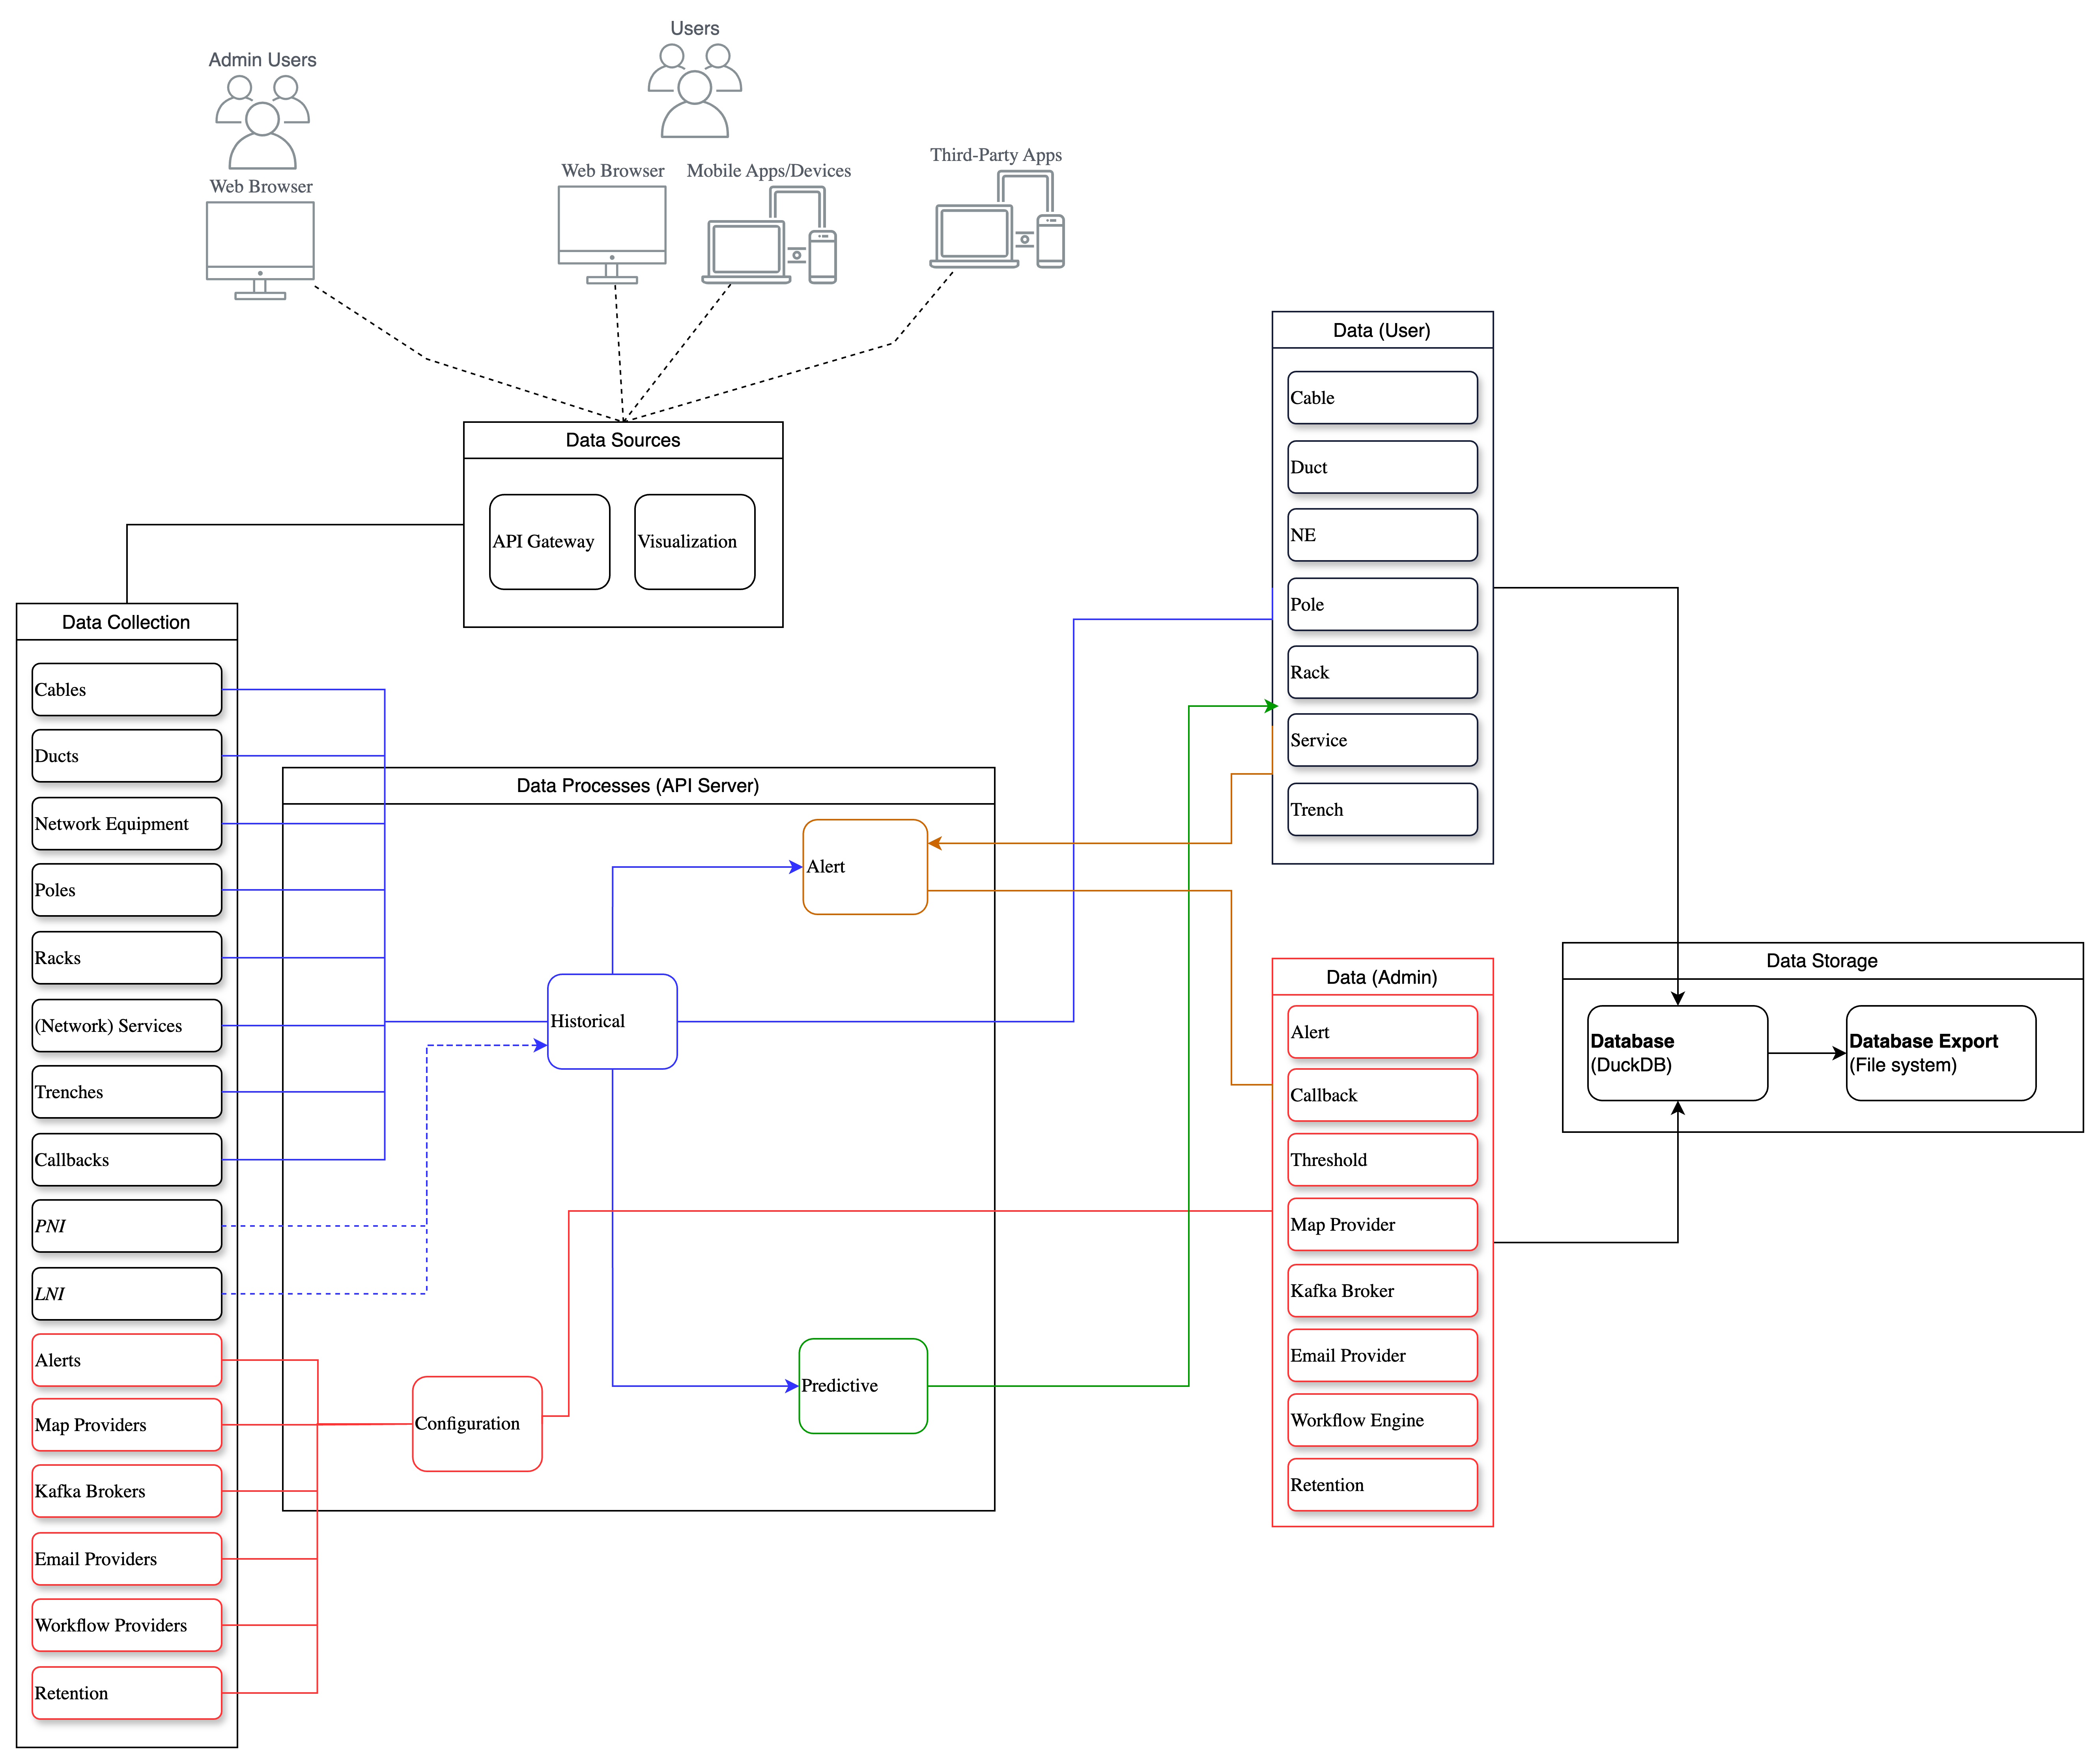 Users
Admin Users
Third-Party Apps
Web Browser
Mobile Apps/Devices
Web Browser
Data Sources
API Gateway
Visualization
Data Collection
Cables
Ducts
Network Equipment
Poles
Racks
(Network) Services
Trenches
Callbacks
PNI
LNI
Alerts
Map Providers
Kafka Brokers
Email Providers
Workflow Providers
Retention
Data Processes (API Server)
Alert
Historical
Predictive
Configuration
Data (User)
Cable
Duct
NE
Pole
Rack
Service
Trench
Data (Admin)
Alert
Callback
Threshold
Map Provider
Kafka Broker
Email Provider
Workflow Engine
Retention
Data Storage
Database
(DuckDB)
Database Export
(File system)